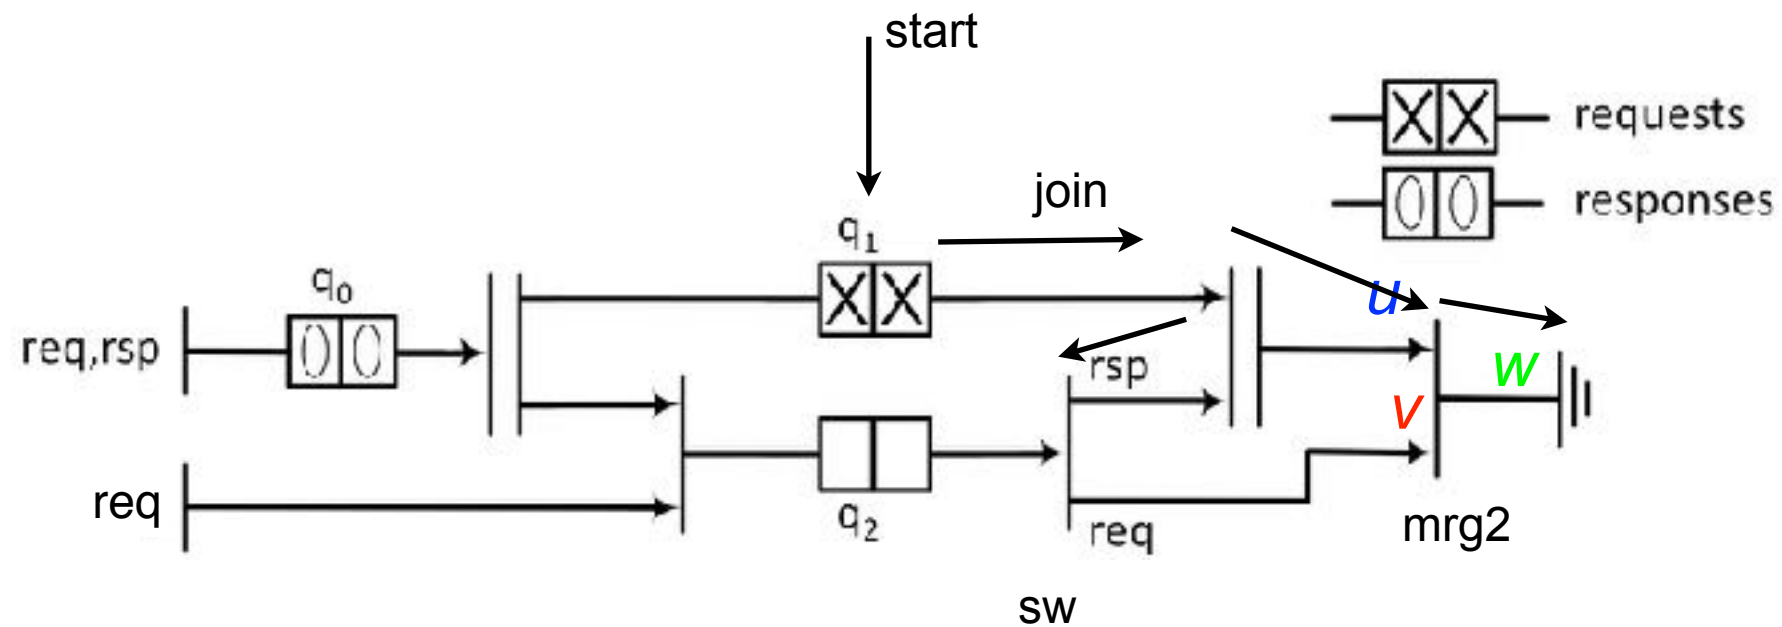 start
requests
join
responses
q1
q0
u
req,rsp
rsp
w
v
req
q2
req
mrg2
sw